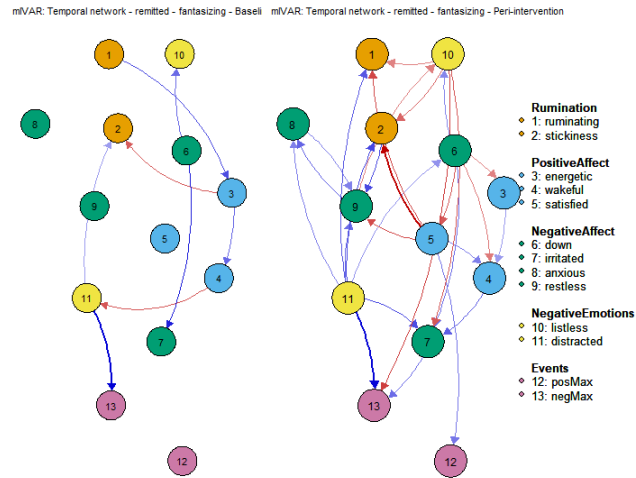 mIVAR: Temporal network - remitted - fantasizing - Baseli
mIVAR: Temporal network - remitted - fantasizing - Peri-intervention
1
10
8
2
6
3
9
5
4
11
7
13
12
1
10
8
2
6
3
9
5
4
11
7
13
12
Rumination
1: ruminating
2: stickiness
PositiveAffect
3: energetic
4: wakeful
5: satisfied
NegativeAffect
6: down
7: irritated
8: anxious
9: restless
NegativeEmotions
10: listless
11: distracted
Events
12: posMax
13: negMax